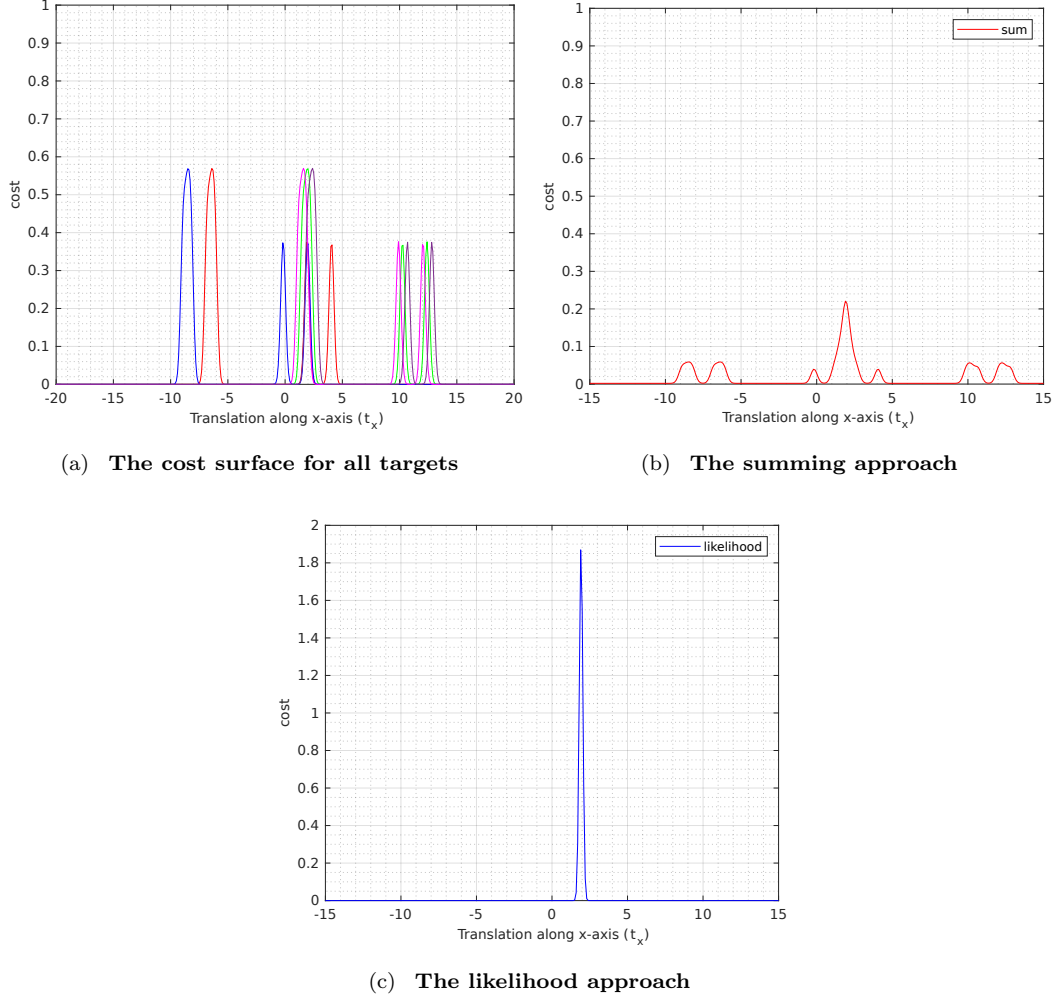 1
0.9
0.8
0.7
0.6
0.5
0.4
0.3
0.2
0.1
0
cost
-20 -15 -10 -5 0 5 10 15 20
Translation along x-axis (t_x)
(a) The cost surface for all targets
1
0.9
0.8
0.7
0.6
0.5
0.4
0.3
0.2
0.1
0
cost
sum
-15 -10 -5 0 5 10 15
Translation along x-axis (t_x)
(b) The summing approach
2
1.8
1.6
1.4
1.2
1
0.8
0.6
0.4
0.2
0
cost
likelihood
-15 -10 -5 0 5 10 15
Translation along x-axis (t_x)
(c) The likelihood approach